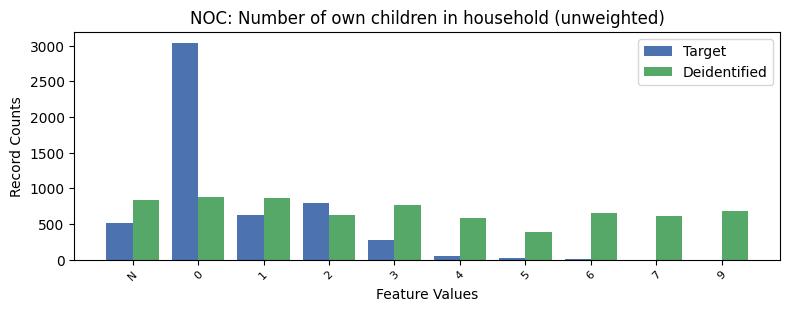 NOC: Number of own children in household (unweighted)
Target
Deidentified
Record Counts
3000
2500
2000
1500
1000
500
0
N 0 1 2 3 4 5 6 7 9
Feature Values